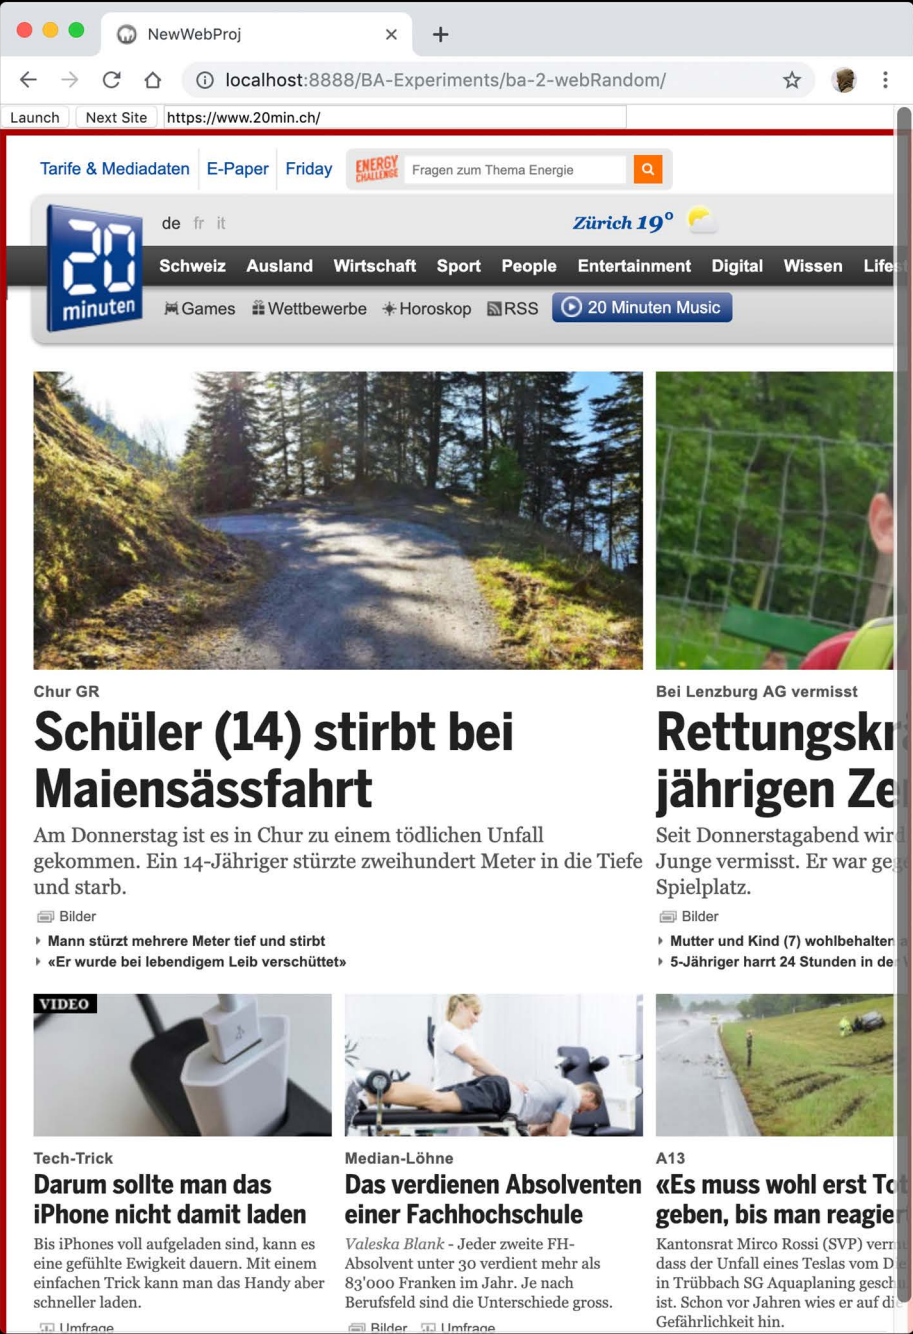 NewWebProj
localhost:8888/BA-Experiments/ba-2-webRandom/
Launch Next Site https://www.20min.ch/
Tarife & Mediadaten E-Paper Friday ENERGY CHALLENGE Fragen zum Thema Energie
de fr it Zürich 19°
20 minuten
Schweiz Ausland Wirtschaft Sport People Entertainment Digital Wissen Lifes
Games Wettbewerbe Horoskop RSS 20 Minuten Music
Chur GR
Schüler (14) stirbt bei
Maiensässfahrt
Am Donnerstag ist es in Chur zu einem tödlichen Unfall
gekommen. Ein 14-Jähriger stürzte zweihundert Meter in die Tiefe
und starb.
Bilder
Mann stürzt mehrere Meter tief und stirbt
«Er wurde bei lebendigem Leib verschüttet»
Bei Lenzburg AG vermisst
Rettungskr
jährigen Ze
Seit Donnerstagabend wird
Junge vermisst. Er war gege
Spielplatz.
Bilder
Mutter und Kind (7) wohlbehalten a
5-Jähriger harrt 24 Stunden in der
VIDEO
Tech-Trick
Darum sollte man das
iPhone nicht damit laden
Bis iPhones voll aufgeladen sind, kann es
eine gefühlte Ewigkeit dauern. Mit einem
einfachen Trick kann man das Handy aber
schneller laden.
Umfrage
Median-Löhne
Das verdienen Absolventen
einer Fachhochschule
Valeska Blank - Jeder zweite FH-
Absolvent unter 30 verdient mehr als
83'000 Franken im Jahr. Je nach
Berufsfeld sind die Unterschiede gross.
Bilder Umfrage
A13
«Es muss wohl erst Tot
geben, bis man reagier
Kantonsrat Mirco Rossi (SVP) verm
dass der Unfall eines Teslas vom Die
in Trübbach SG Aquaplaning gesch
ist. Schon vor Jahren wies er auf die
Gefährlichkeit hin.